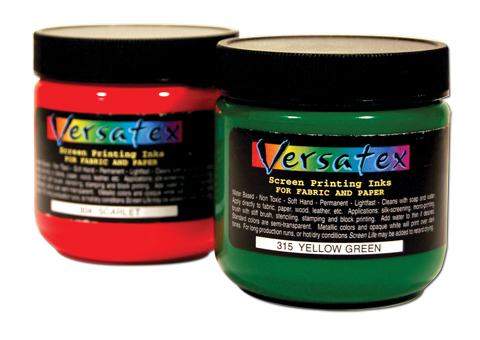 Versatex
Screen Printing Inks
FOR FABRIC AND PAPER
304 SCARLET
Versatex
Screen Printing Inks
FOR FABRIC AND PAPER
Water Based - Non Toxic - Soft Hand - Permanent - Lightfast - Cleans with soap and water
Apply directly to fabric, paper, wood, leather, etc. Applications: silk-screening, mono-printing,
brush with soft brush, stenciling, stamping and block printing. Add water to thin if desired.
Standard colors are semi-transparent. Metallic colors and opaque white will print over dark
tones. For long production runs, or hot/dry conditions Screen Life may be added to retard drying.
315 YELLOW GREEN